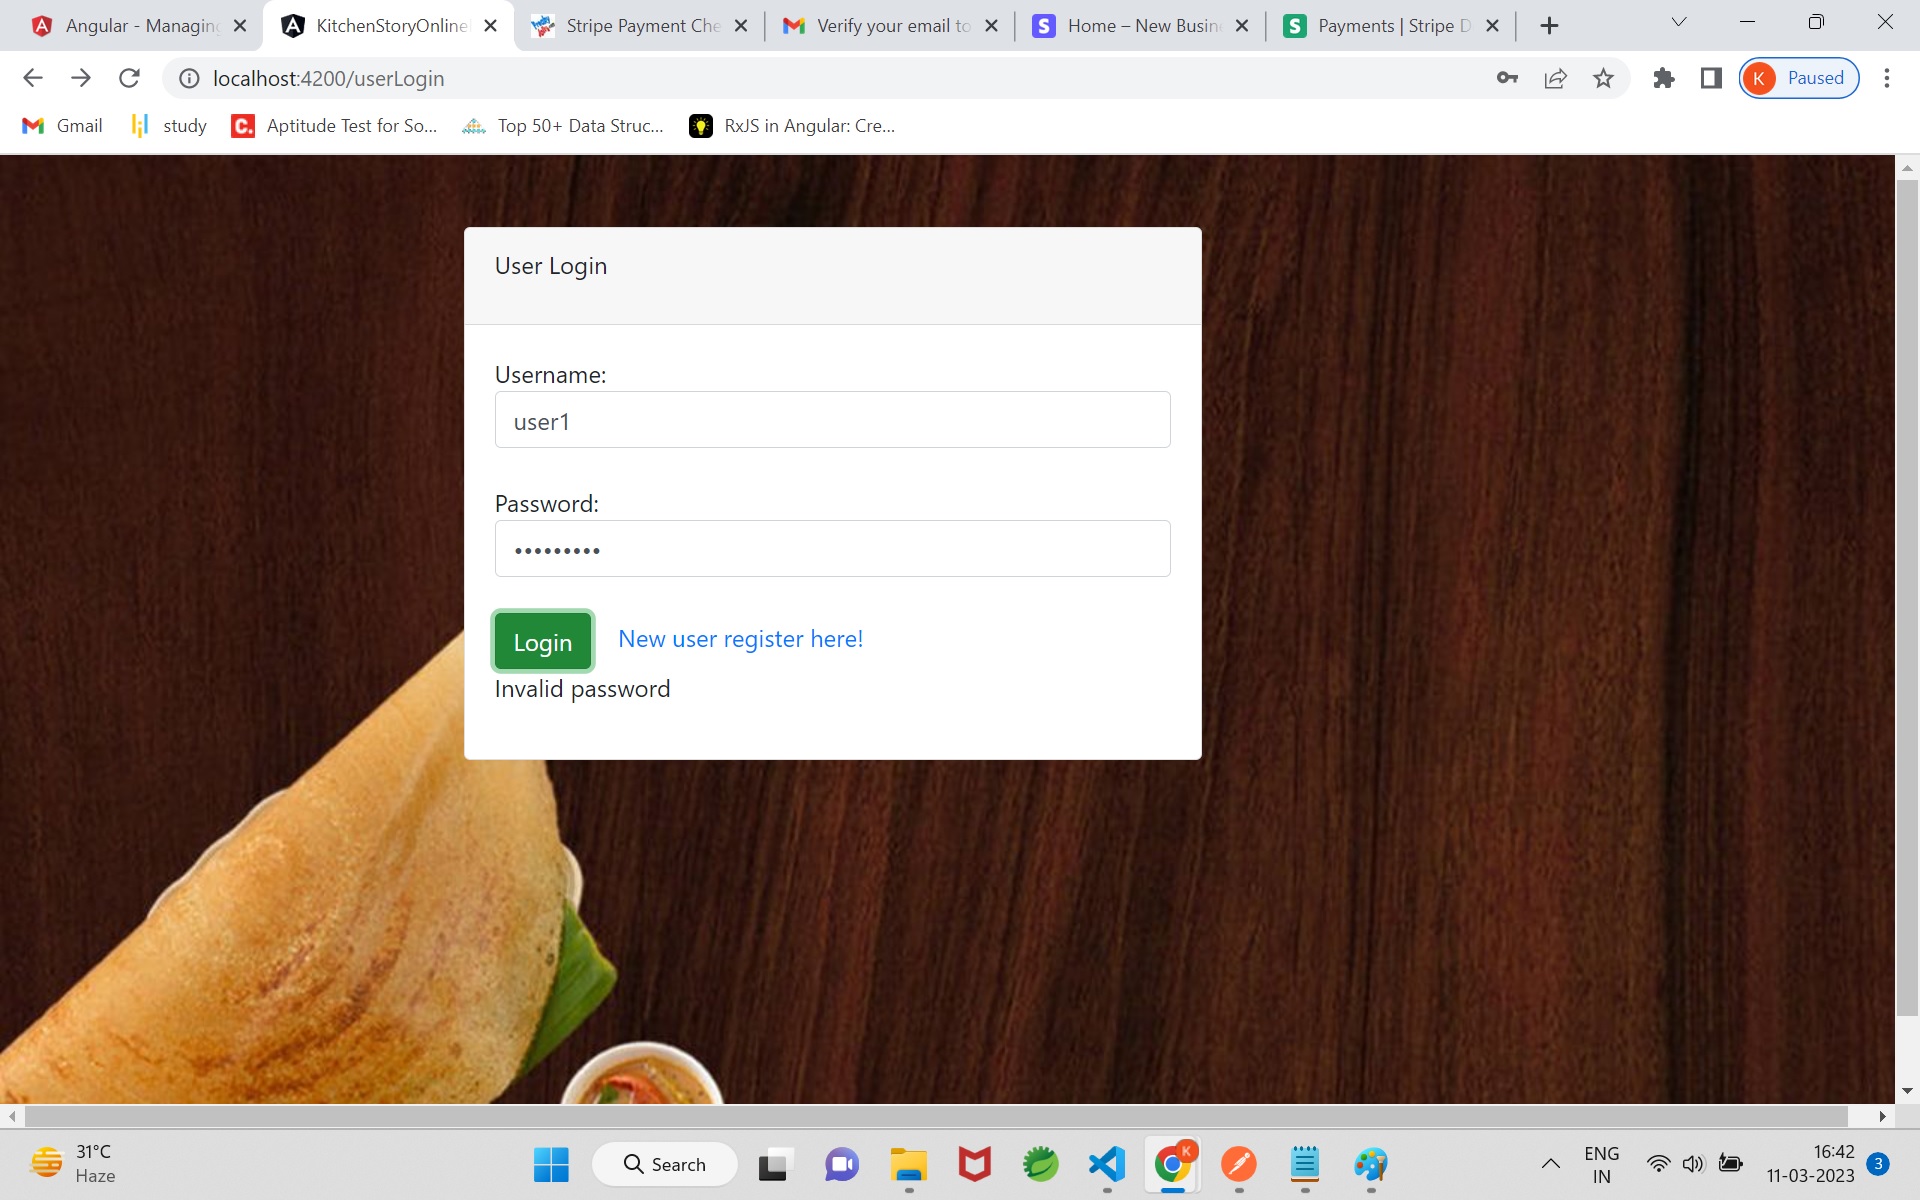 Angular - Managing
KitchenStoryOnline
Stripe Payment Che
Verify your email to
S
Home – New Busin
S
Payments | Stripe D
localhost:4200/userLogin
K
Paused
Gmail
study
C.
Aptitude Test for So...
Top 50+ Data Struc...
RxJS in Angular: Cre...
User Login
Username:
user1
Password:
•••••••••
Login
New user register here!
Invalid password
31°C
Haze
Search
K
ENG
IN
16:42
11-03-2023
3